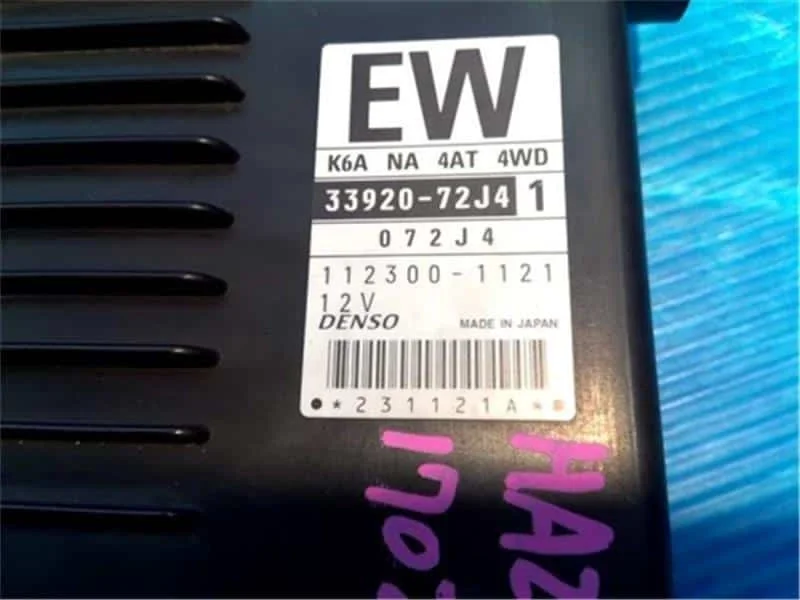 EW
K6A NA 4AT 4WD
33920-72J4 1
072J4
112300-1121
12V
DENSO MADE IN JAPAN
*231121A*